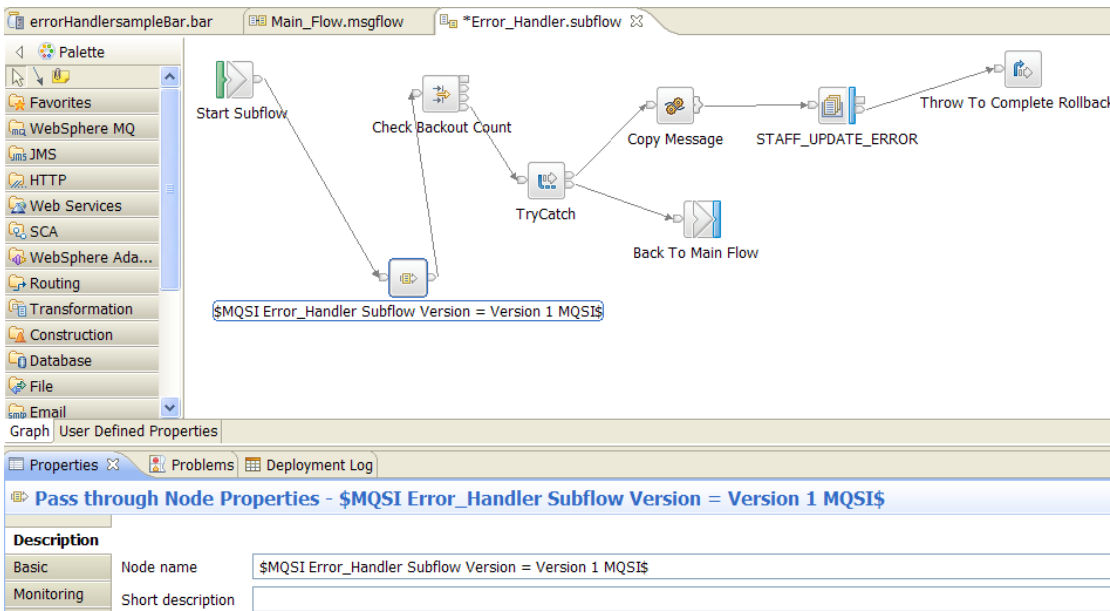 errorHandlersampleBar.bar
Main_Flow.msgflow
*Error_Handler.subflow
Palette
Favorites
WebSphere MQ
JMS
HTTP
Web Services
SCA
WebSphere Ada...
Routing
Transformation
Construction
Database
File
Email
Start Subflow
Check Backout Count
Copy Message
STAFF_UPDATE_ERROR
Throw To Complete Rollback
TryCatch
Back To Main Flow
$MQSI Error_Handler Subflow Version = Version 1 MQSI$
Graph
User Defined Properties
Properties
Problems
Deployment Log
Pass through Node Properties - $MQSI Error_Handler Subflow Version = Version 1 MQSI$
Description
Basic
Node name
$MQSI Error_Handler Subflow Version = Version 1 MQSI$
Monitoring
Short description